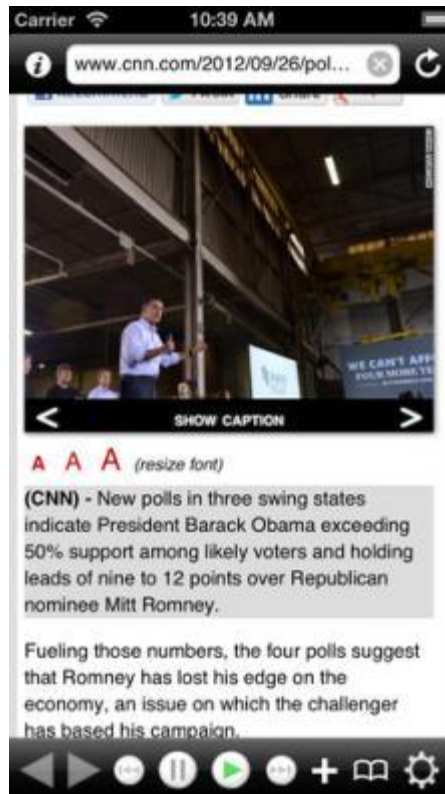 Carrier 10:39 AM
www.cnn.com/2012/09/26/pol...
WE CAN'T AFF
FOUR MORE YE
SHOW CAPTION
A A A (resize font)
(CNN) - New polls in three swing states
indicate President Barack Obama exceeding
50% support among likely voters and holding
leads of nine to 12 points over Republican
nominee Mitt Romney.
Fueling those numbers, the four polls suggest
that Romney has lost his edge on the
economy, an issue on which the challenger
has based his campaign.